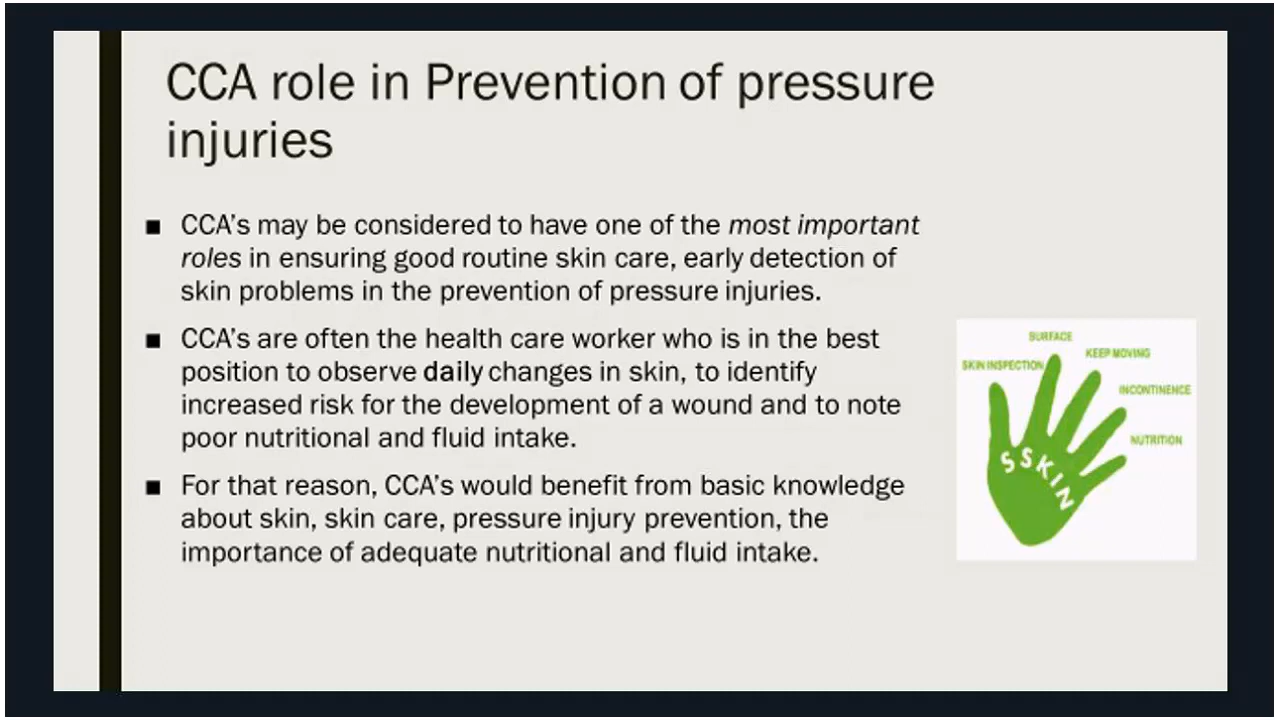 CCA role in Prevention of pressure
injuries
■ CCA's may be considered to have one of the most important
roles in ensuring good routine skin care, early detection of
skin problems in the prevention of pressure injuries.
■ CCA's are often the health care worker who is in the best
position to observe daily changes in skin, to identify
increased risk for the development of a wound and to note
poor nutritional and fluid intake.
■ For that reason, CCA's would benefit from basic knowledge
about skin, skin care, pressure injury prevention, the
importance of adequate nutritional and fluid intake.
SURFACE
KEEP MOVING
SKIN INSPECTION
INCONTINENCE
NUTRITION
SSKIN